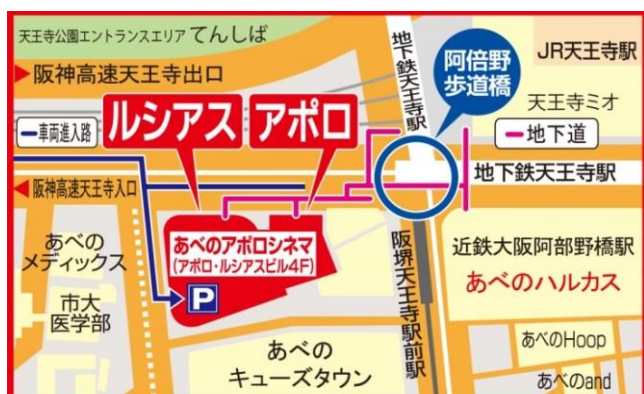 天王寺公園エントランスエリア てんしば
阪神高速天王寺出口
地下鉄天王寺駅
阿倍野
歩道橋
JR天王寺駅
天王寺ミオ
車両進入路
ルシアス
アポロ
地下道
阪神高速天王寺入口
地下鉄天王寺駅
あべの
メディックス
あべのアポロシネマ
(アポロ・ルシアスビル4F)
P
阪堺天王寺駅前駅
近鉄大阪阿部野橋駅
あべのハルカス
市大
医学部
あべの
キューズタウン
あべのHoop
あべのand